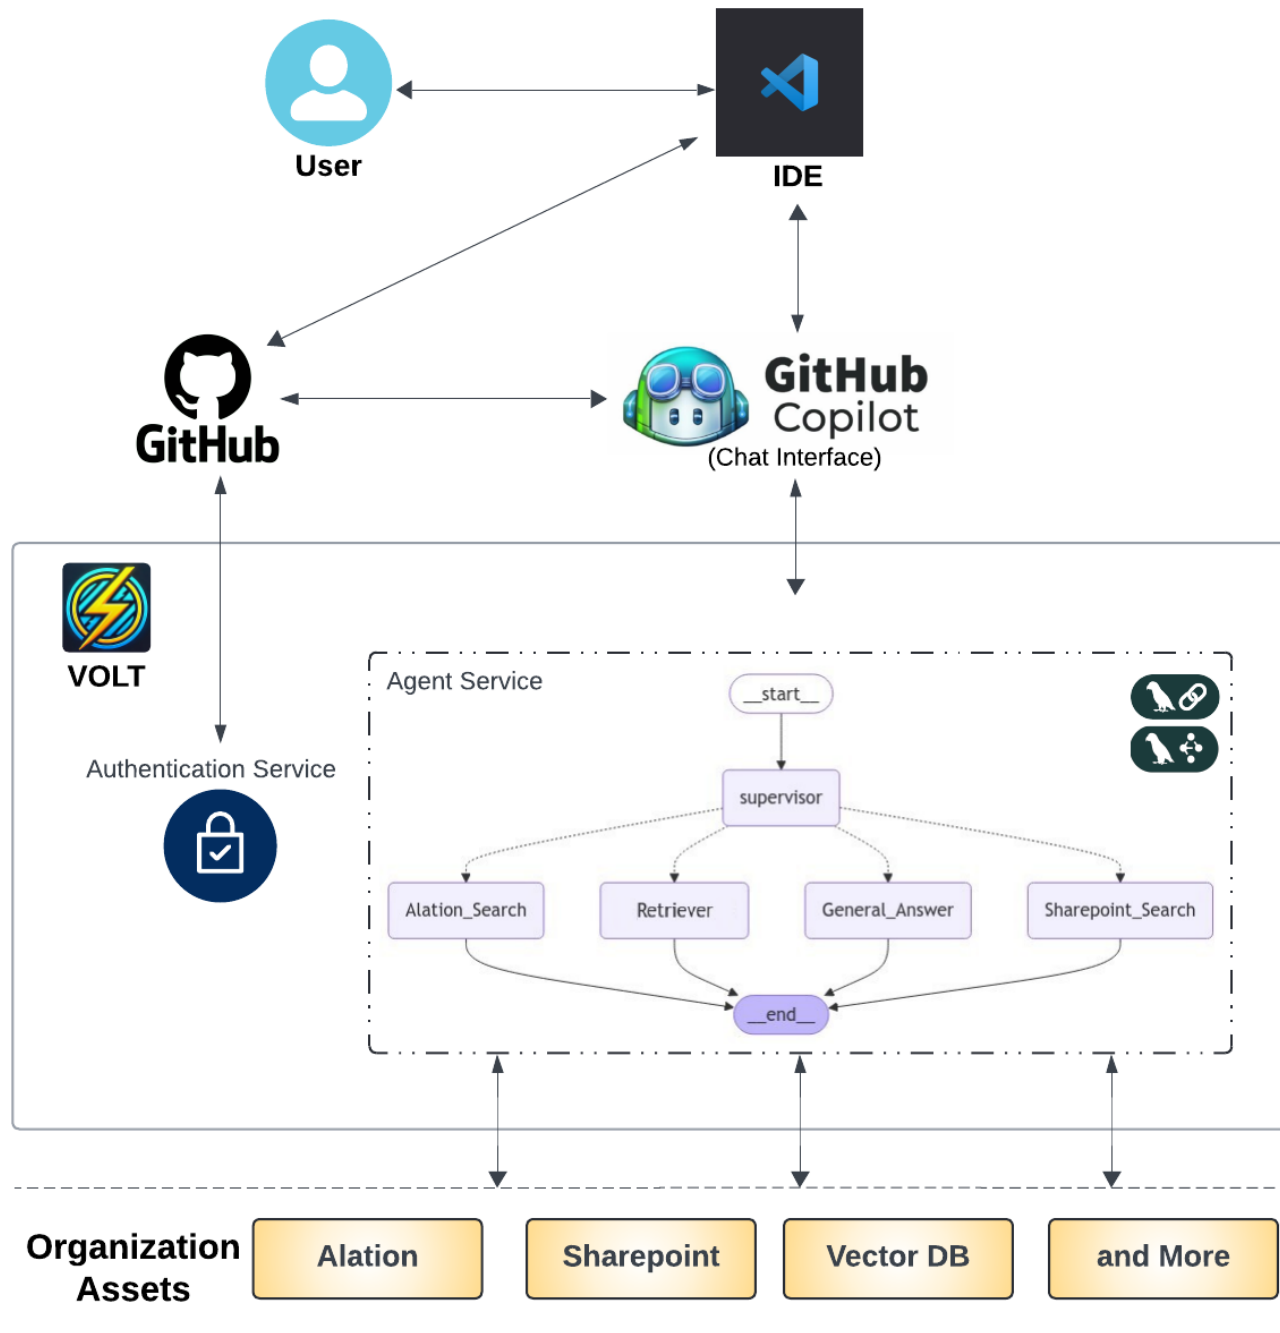 User
IDE
GitHub
GitHub
Copilot
(Chat Interface)
VOLT
Agent Service
__start__
Authentication Service
supervisor
Alation_Search
Retriever
General_Answer
Sharepoint_Search
__end__
Organization
Assets
Alation
Sharepoint
Vector DB
and More